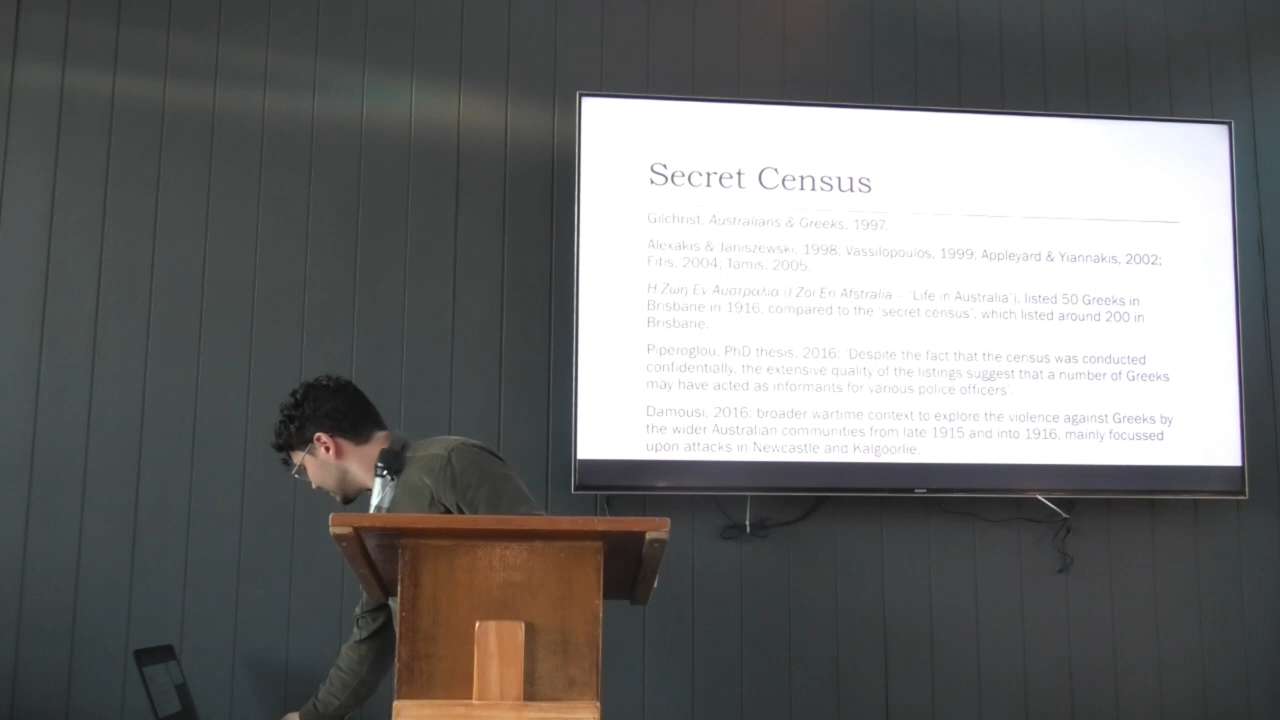 Secret Census
Gilchrist, Australians & Greeks, 1997.
Alexakis & Janiszewski, 1998; Vassilopoulos, 1999; Appleyard & Yiannakis, 2002;
Fifis, 2004; Tamis, 2005.
Η Ζωή Εν Αυστραλία (I Zoi En Afstralia – 'Life in Australia'), listed 50 Greeks in
Brisbane in 1916, compared to the 'secret census', which listed around 200 in
Brisbane.
Piperoglou, PhD thesis, 2016: 'Despite the fact that the census was conducted
confidentially, the extensive quality of the listings suggest that a number of Greeks
may have acted as informants for various police officers'.
Damousi, 2016: broader wartime context to explore the violence against Greeks by
the wider Australian communities from late 1915 and into 1916, mainly focussed
upon attacks in Newcastle and Kalgoorlie.